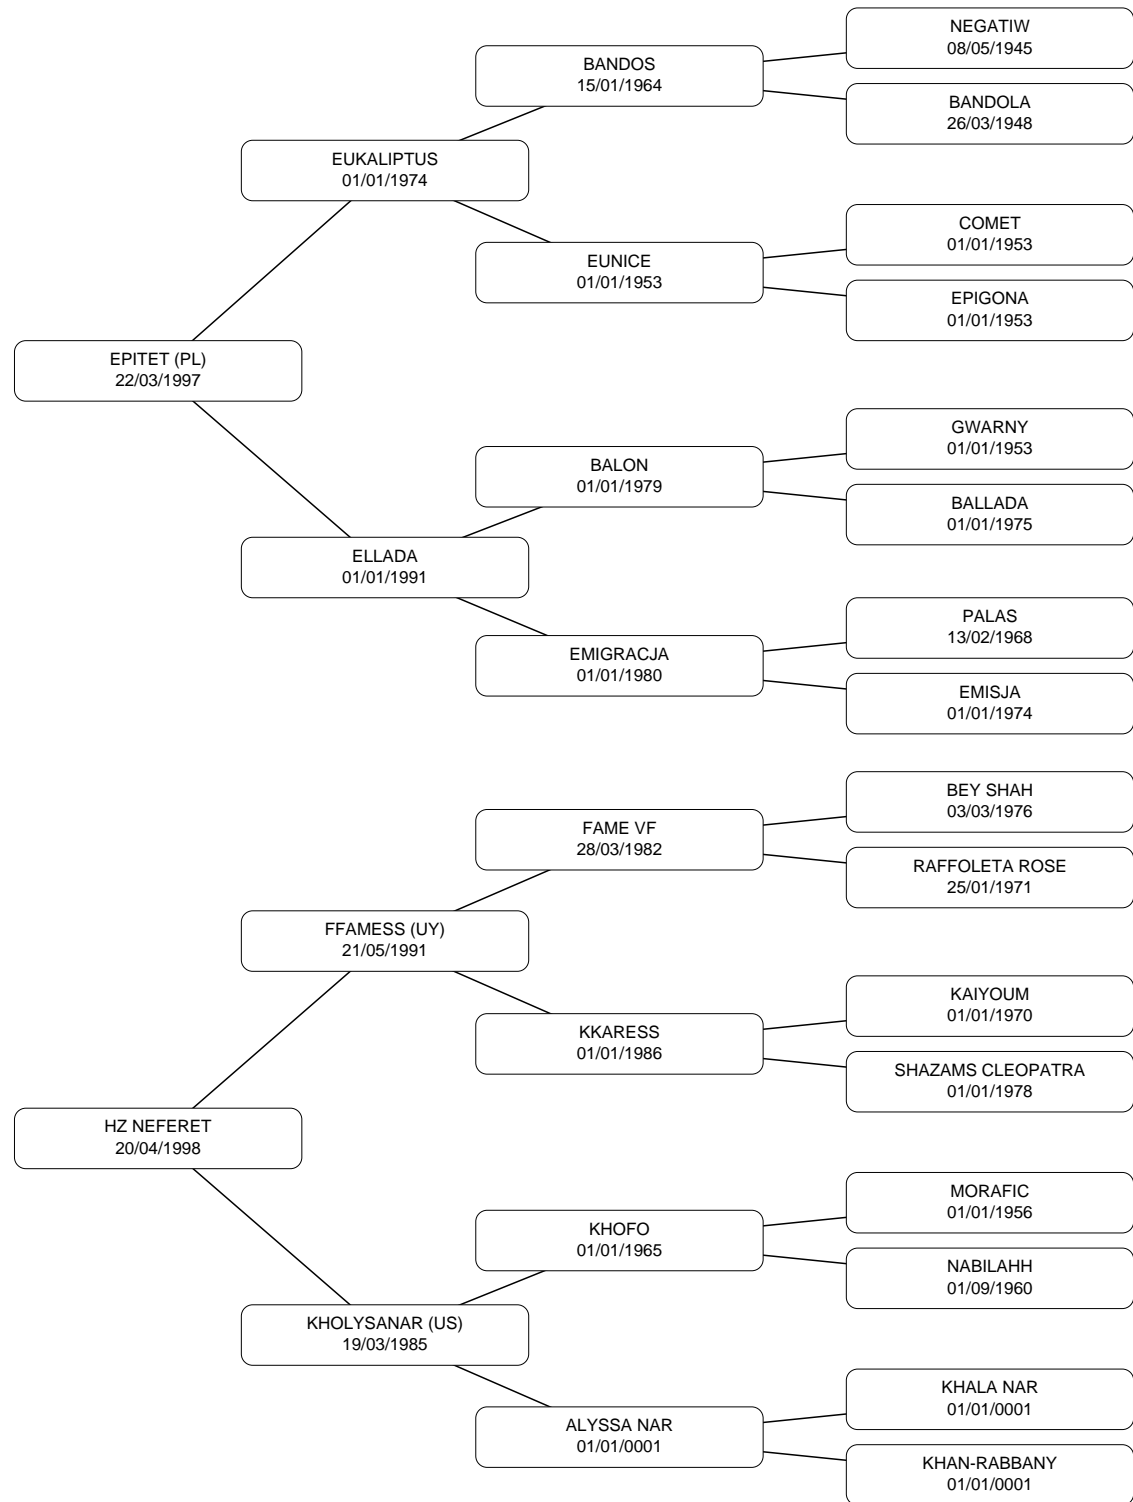 NEGATIW
08/05/1945
BANDOS
15/01/1964
BANDOLA
26/03/1948
EUKALIPTUS
01/01/1974
COMET
01/01/1953
EUNICE
01/01/1953
EPIGONA
01/01/1953
EPITET (PL)
22/03/1997
GWARNY
01/01/1953
BALON
01/01/1979
BALLADA
01/01/1975
ELLADA
01/01/1991
PALAS
13/02/1968
EMIGRACJA
01/01/1980
EMISJA
01/01/1974
BEY SHAH
03/03/1976
FAME VF
28/03/1982
RAFFOLETA ROSE
25/01/1971
FFAMESS (UY)
21/05/1991
KAIYOUM
01/01/1970
KKARESS
01/01/1986
SHAZAMS CLEOPATRA
01/01/1978
HZ NEFERET
20/04/1998
MORAFIC
01/01/1956
KHOFO
01/01/1965
NABILAHH
01/09/1960
KHOLYSANAR (US)
19/03/1985
KHALA NAR
01/01/0001
ALYSSA NAR
01/01/0001
KHAN-RABBANY
01/01/0001